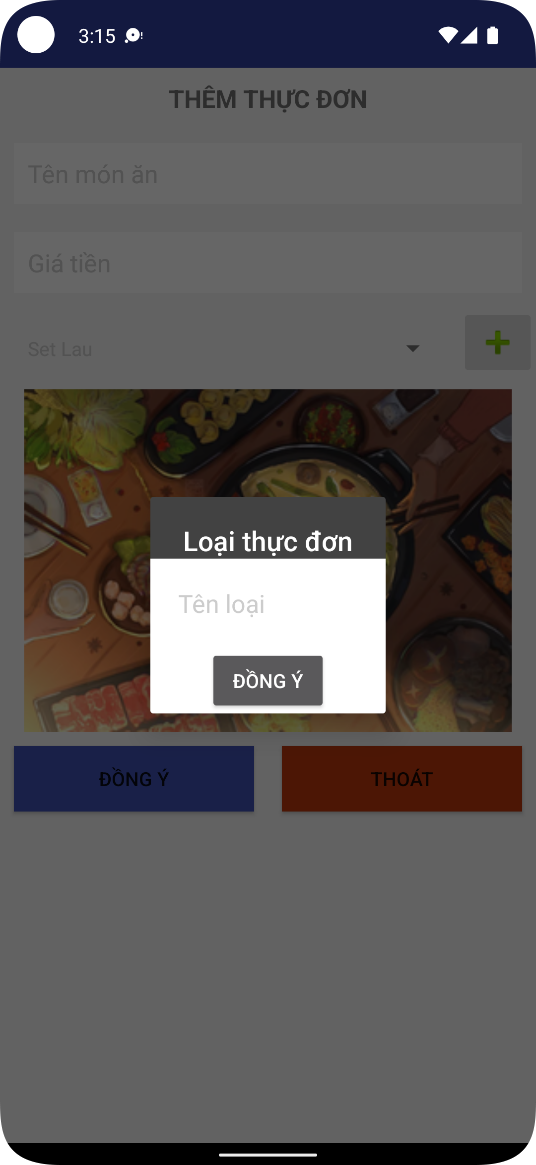 3:15
THÊM THỰC ĐƠN
Tên món ăn
Giá tiền
Set Lau
Loại thực đơn
Tên loại
ĐỒNG Ý
ĐỒNG Ý
THOÁT